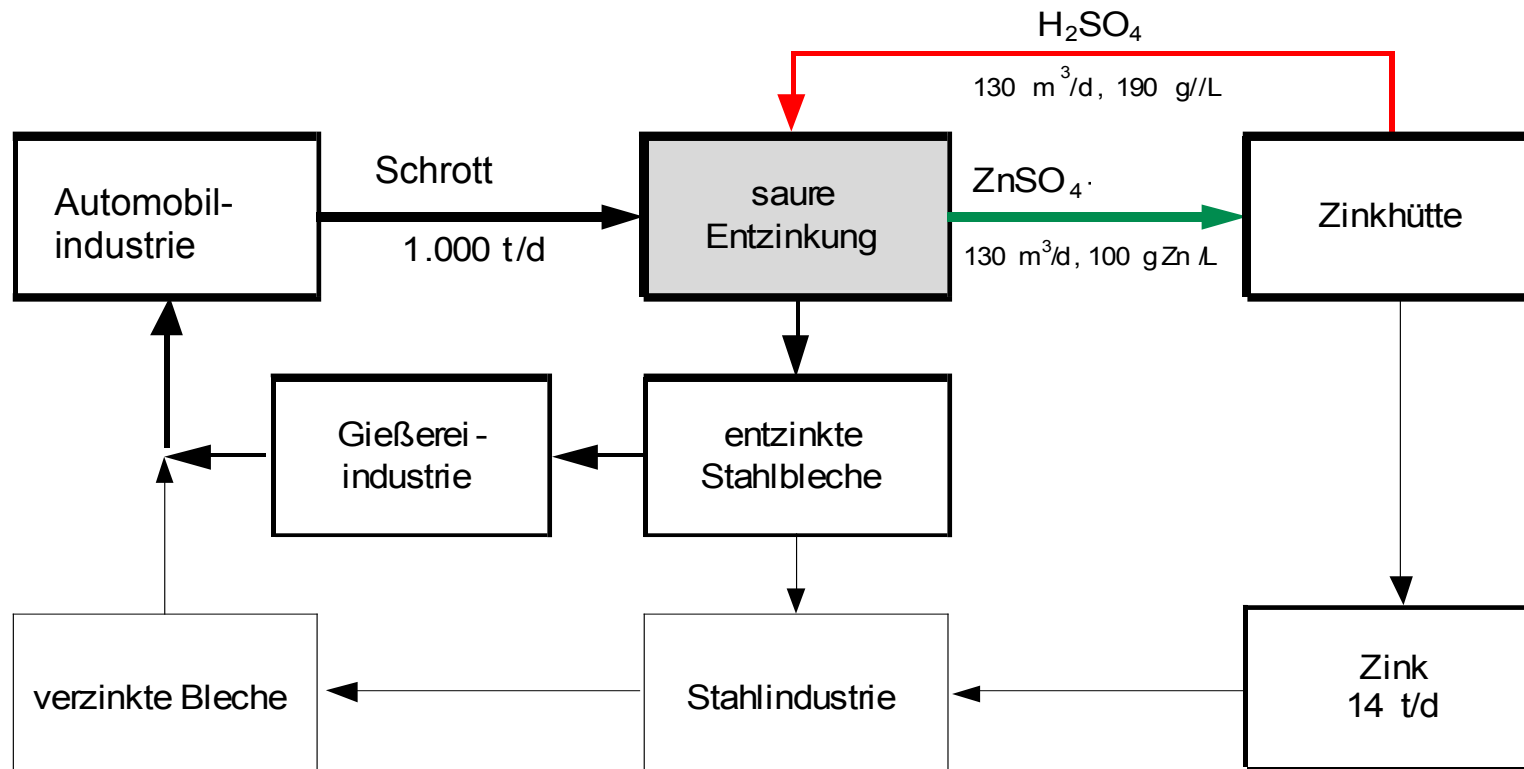 H₂SO₄
130 m³/d, 190 g//L
Automobil-
industrie
Schrott
1.000 t/d
saure
Entzinkung
ZnSO₄·
130 m³/d, 100 gZn/L
Zinkhütte
Gießerei-
industrie
entzinkte
Stahlbleche
verzinkte Bleche
Stahlindustrie
Zink
14 t/d